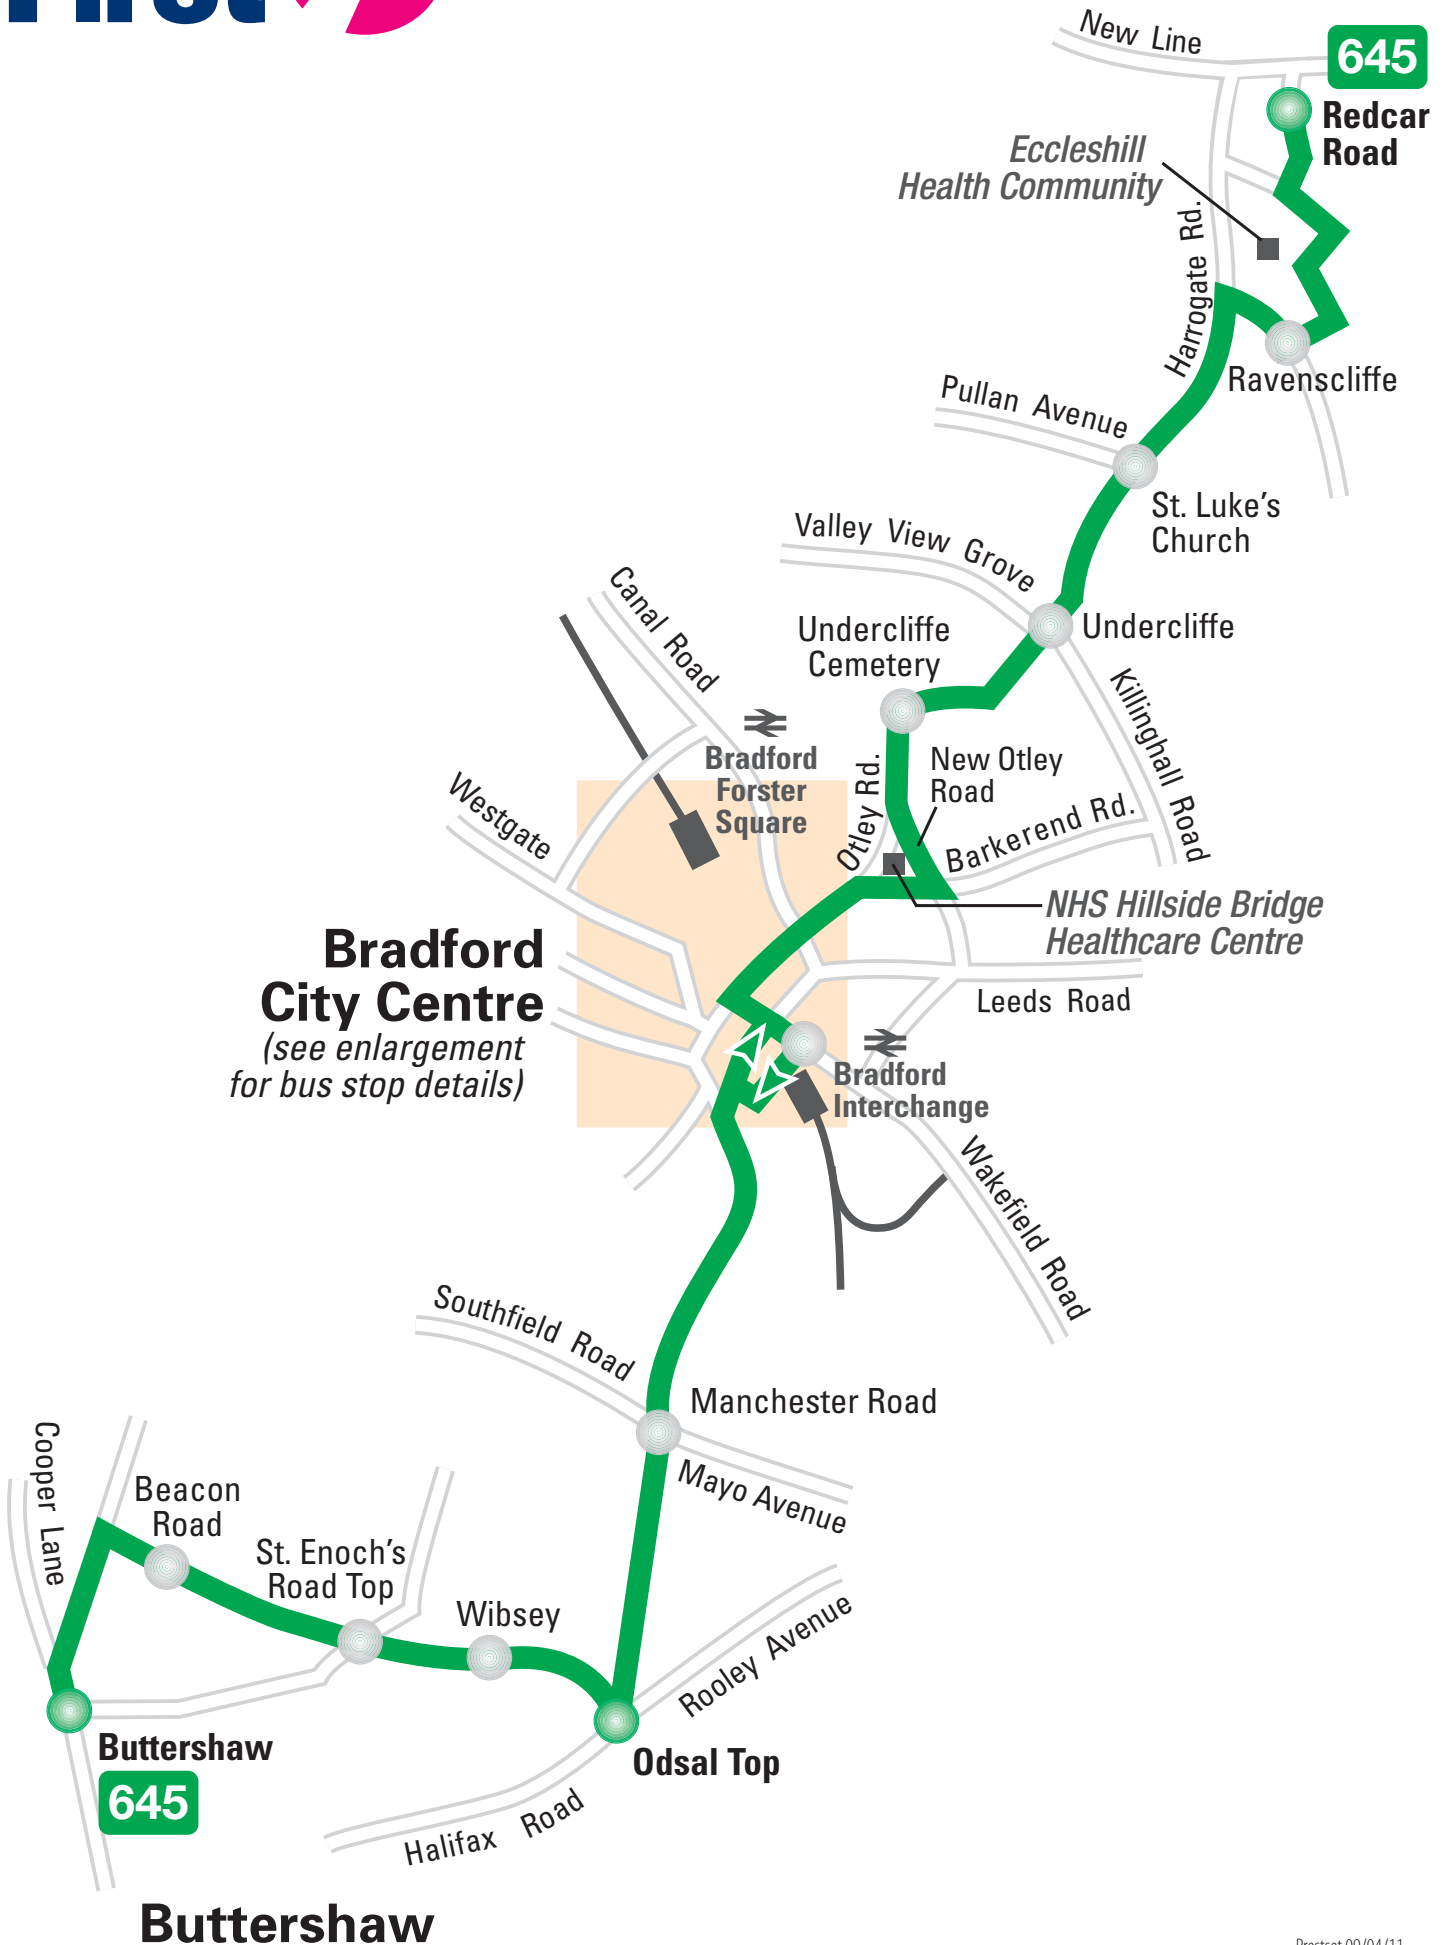 First
New Line
645
Redcar
Road
Eccleshill
Health Community
Harrogate Rd.
Ravenscliffe
Pullan Avenue
St. Luke's
Church
Valley View Grove
Canal Road
Undercliffe
Cemetery
Undercliffe
Killinghall Road
Bradford
Forster
Square
Otley Rd.
New Otley
Road
Westgate
Barkerend Rd.
NHS Hillside Bridge
Healthcare Centre
Bradford
City Centre
(see enlargement
for bus stop details)
Leeds Road
Bradford
Interchange
Wakefield Road
Southfield Road
Manchester Road
Mayo Avenue
Cooper Lane
Beacon
Road
St. Enoch's
Road Top
Wibsey
Rooley Avenue
Buttershaw
645
Odsal Top
Halifax Road
Buttershaw